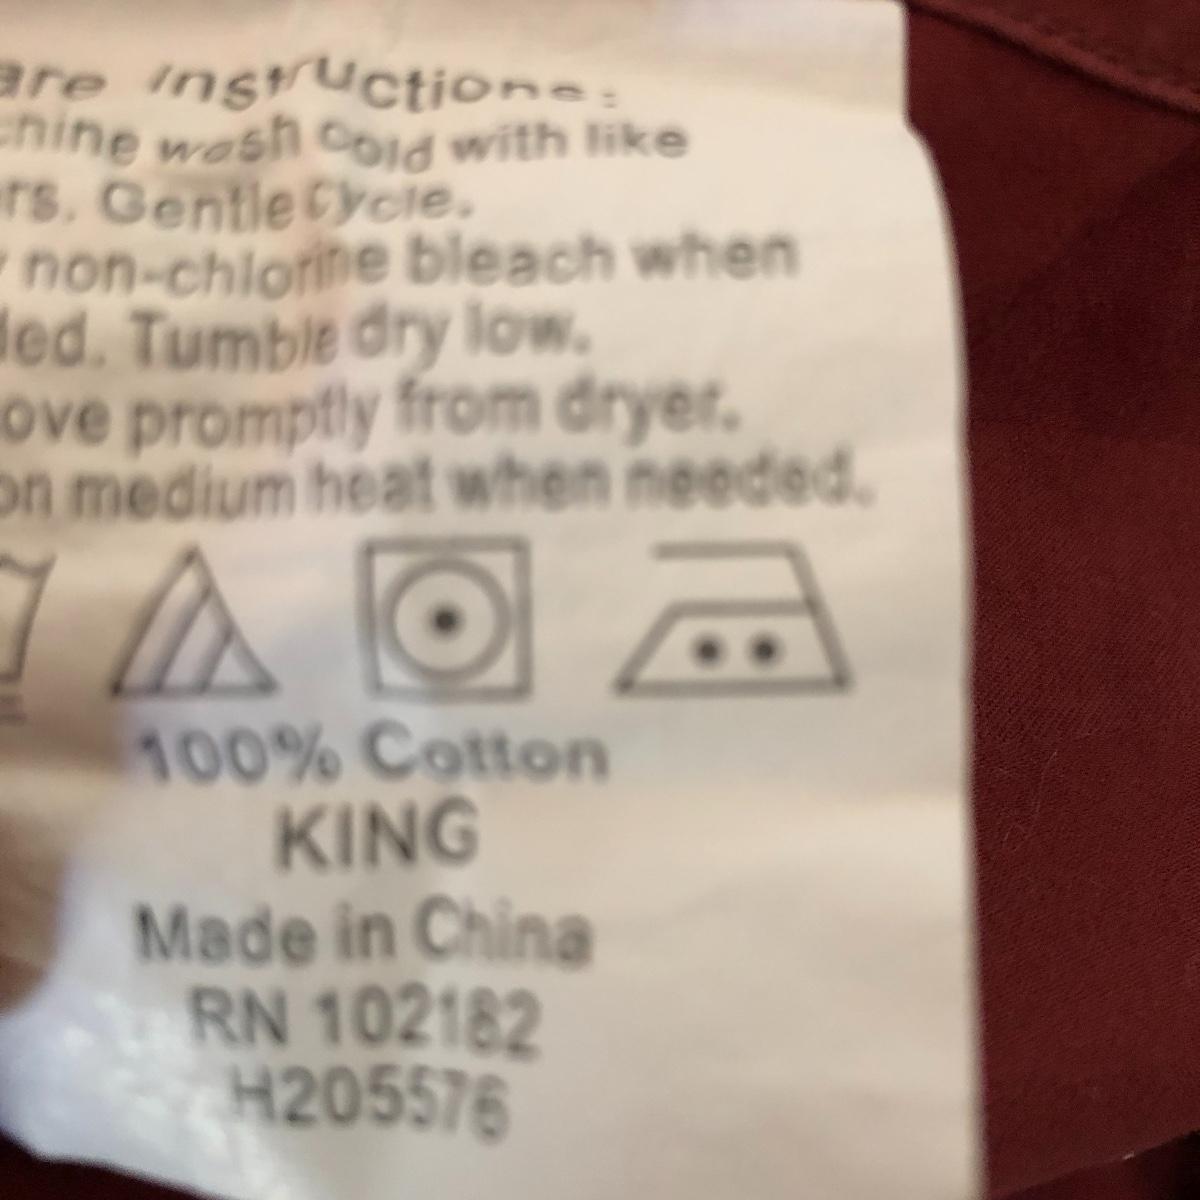 are Instructions:
chine wash cold with like
rs. Gentle Cycle.
y non-chlorine bleach when
ded. Tumble dry low.
ove promptly from dryer.
on medium heat when needed.
100% Cotton
KING
Made in China
RN 102182
H205576